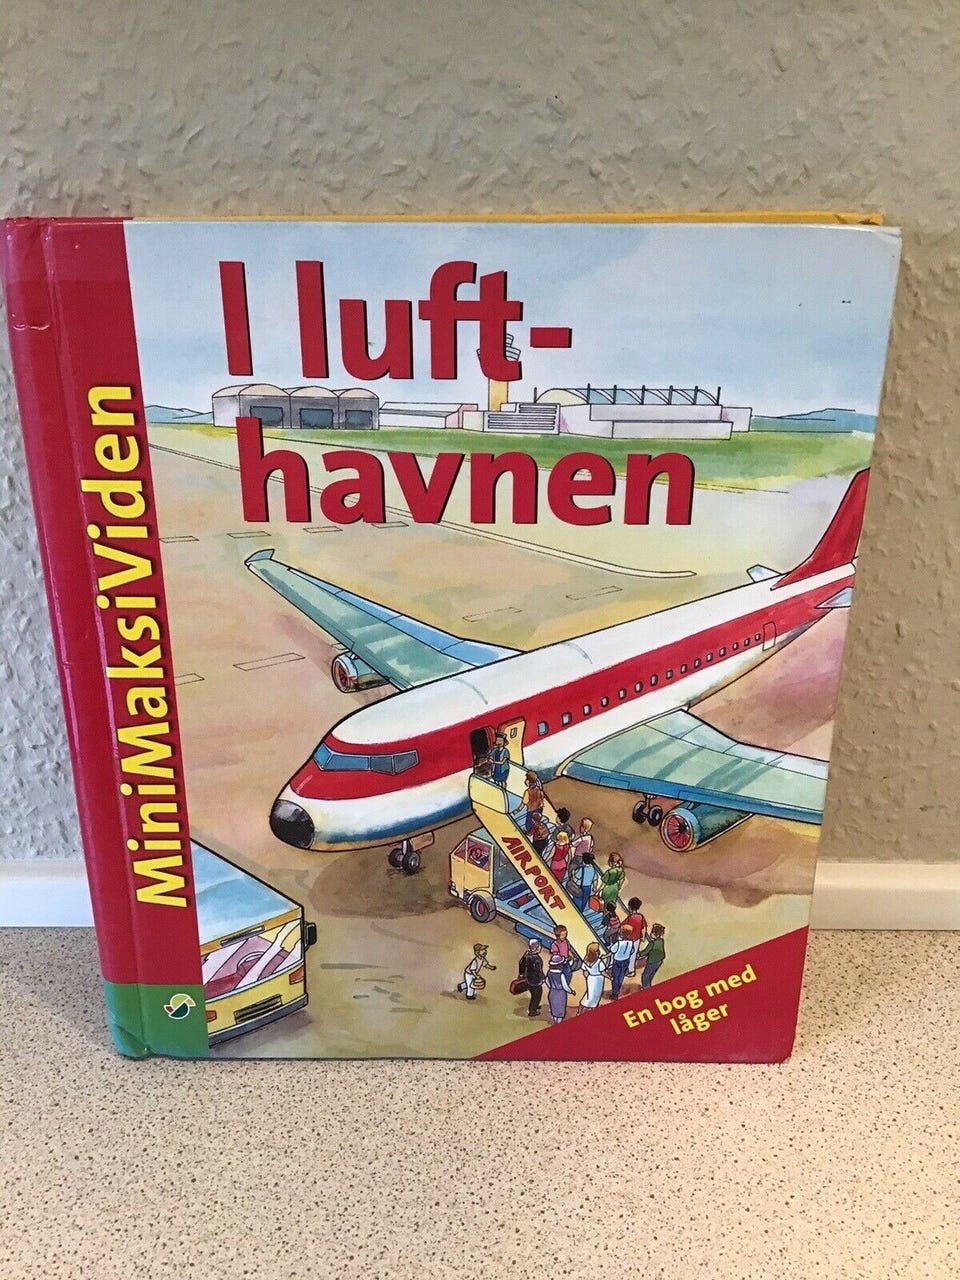 I luft-
havnen
MiniMaksiViden
AIRPORT
En bog med
låger